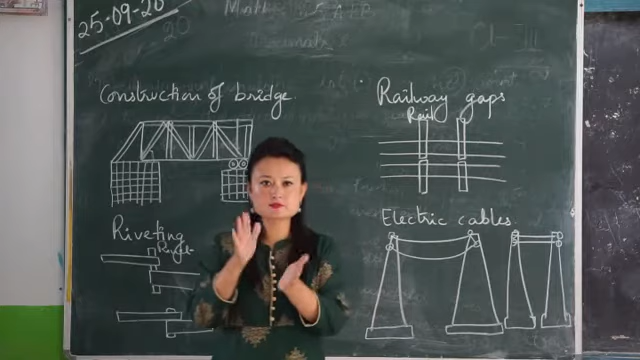 25-09-20
Construction of bridge
Railway gaps
Rail
Riveting
Electric cables